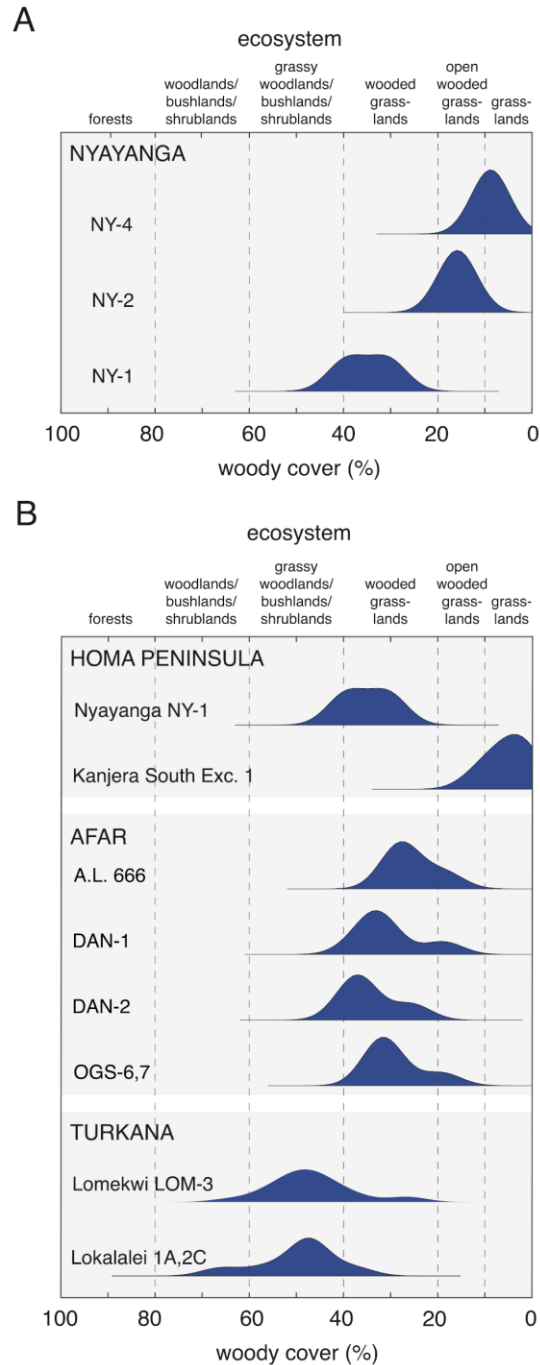 A
ecosystem
forests
woodlands/
bushlands/
shrublands
grassy
woodlands/
bushlands/
shrublands
wooded
grass-
lands
open
wooded
grass-
lands
grass-
lands
NYAYANGA
NY-4
NY-2
NY-1
100 80 60 40 20 0
woody cover (%)
B
ecosystem
forests
woodlands/
bushlands/
shrublands
grassy
woodlands/
bushlands/
shrublands
wooded
grass-
lands
open
wooded
grass-
lands
grass-
lands
HOMA PENINSULA
Nyayanga NY-1
Kanjera South Exc. 1
AFAR
A.L. 666
DAN-1
DAN-2
OGS-6,7
TURKANA
Lomekwi LOM-3
Lokalalei 1A,2C
100 80 60 40 20 0
woody cover (%)